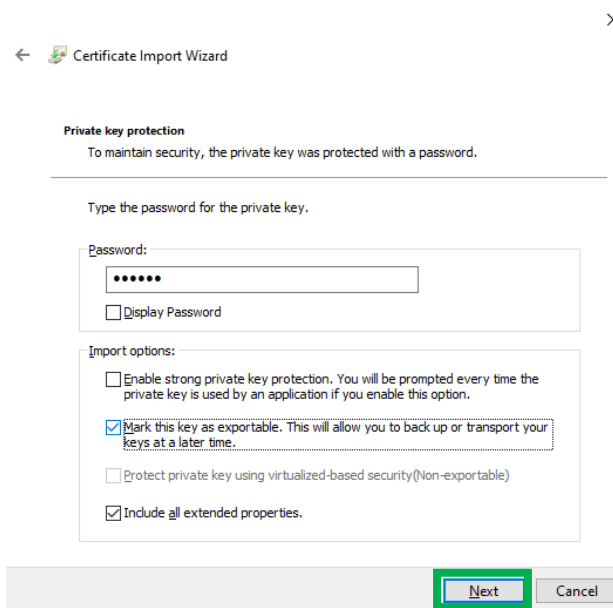 Certificate Import Wizard
Private key protection
To maintain security, the private key was protected with a password.
Type the password for the private key.
Password:
••••••
Display Password
Import options:
Enable strong private key protection. You will be prompted every time the
private key is used by an application if you enable this option.
Mark this key as exportable. This will allow you to back up or transport your
keys at a later time.
Protect private key using virtualized-based security(Non-exportable)
Include all extended properties.
Next
Cancel